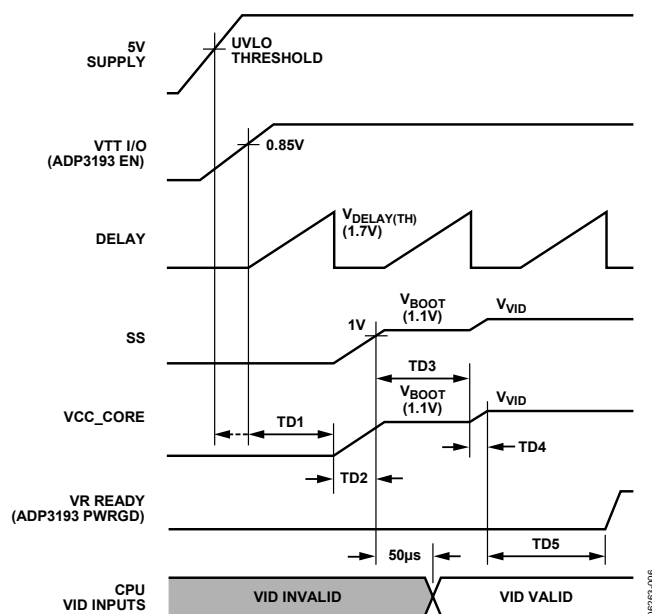 5V
SUPPLY
UVLO
THRESHOLD
VTT I/O
(ADP3193 EN)
0.85V
DELAY
VDELAY(TH)
(1.7V)
SS
1V
VBOOT
(1.1V)
VVID
TD3
VCC_CORE
VBOOT
(1.1V)
VVID
TD1
TD4
TD2
VR READY
(ADP3193 PWRGD)
50µs
TD5
CPU
VID INPUTS
VID INVALID
VID VALID
06263-006